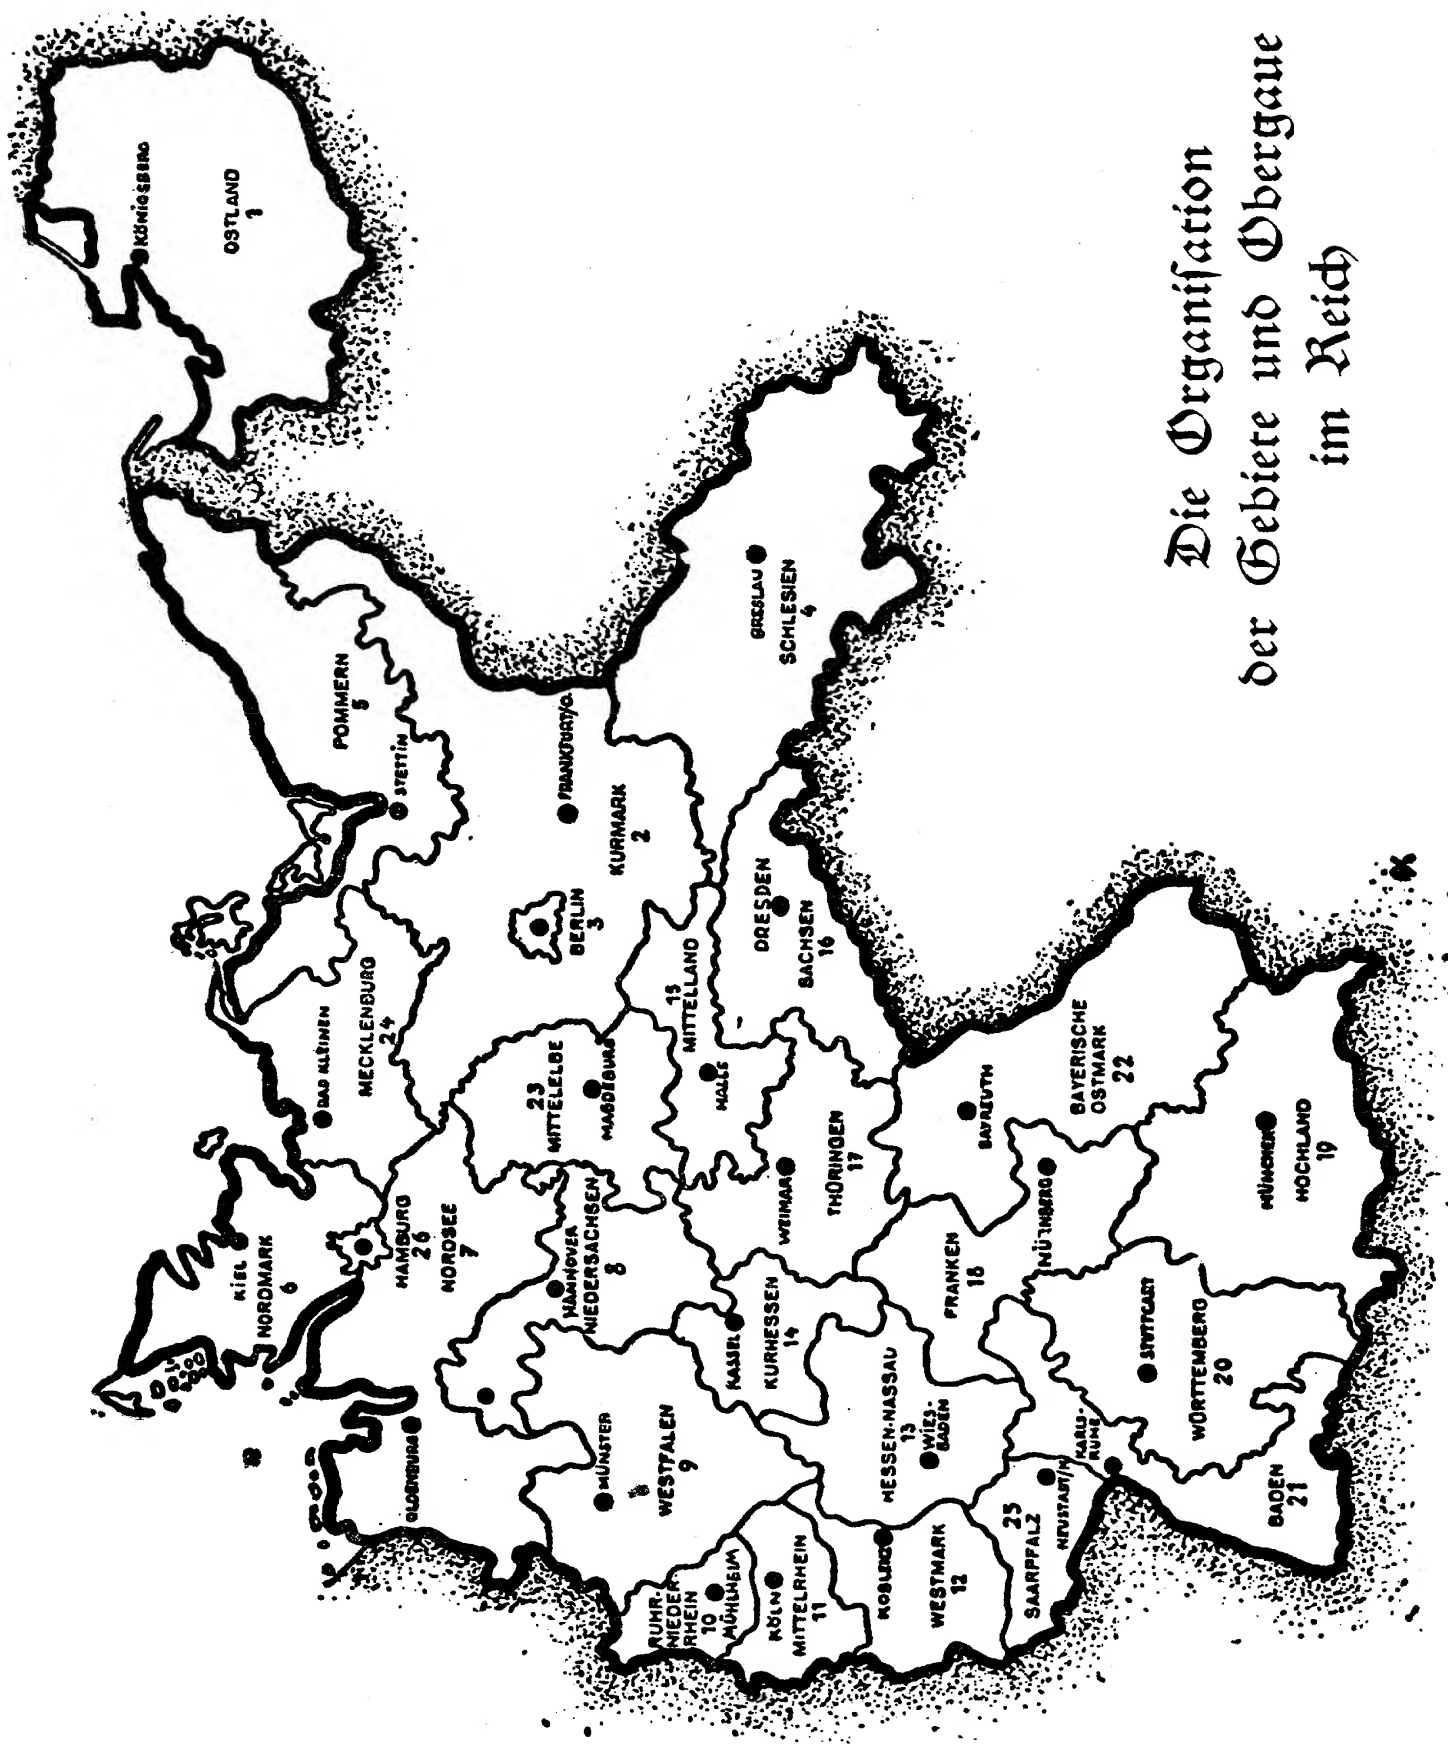 Die Organisation
der Gebiete und Obergaue
im Reich
KÖNIGSBERG
OSTLAND
1
POMMERN
5
STETTIN
FRANKFURT/O.
KURMARK
2
BERLIN
3
BRESLAU
SCHLESIEN
4
BAD KLEINEN
MECKLENBURG
24
KIEL
NORDMARK
6
HAMBURG
26
NORDSEE
7
OLDENBURG
23
MITTELELBE
MAGDEBURG
15
MITTELLAND
HALLE
DRESDEN
SACHSEN
16
HANNOVER
NIEDERSACHSEN
8
MÜNSTER
WESTFALEN
9
RUHR-
NIEDER
RHEIN
10
MÜHLHEIM
KÖLN
MITTELRHEIN
11
KOBLENZ
WESTMARK
12
KASSEL
KURHESSEN
14
HESSEN-NASSAU
13
WIES-
BADEN
WEIMAR
THÜRINGEN
17
FRANKEN
18
NÜRNBERG
BAYREUTH
BAYERISCHE
OSTMARK
22
25
SAARPFALZ
NEUSTADT/H
KARLS-
RUHE
BADEN
21
STUTTGART
WÜRTTEMBERG
20
MÜNCHEN
HOCHLAND
19